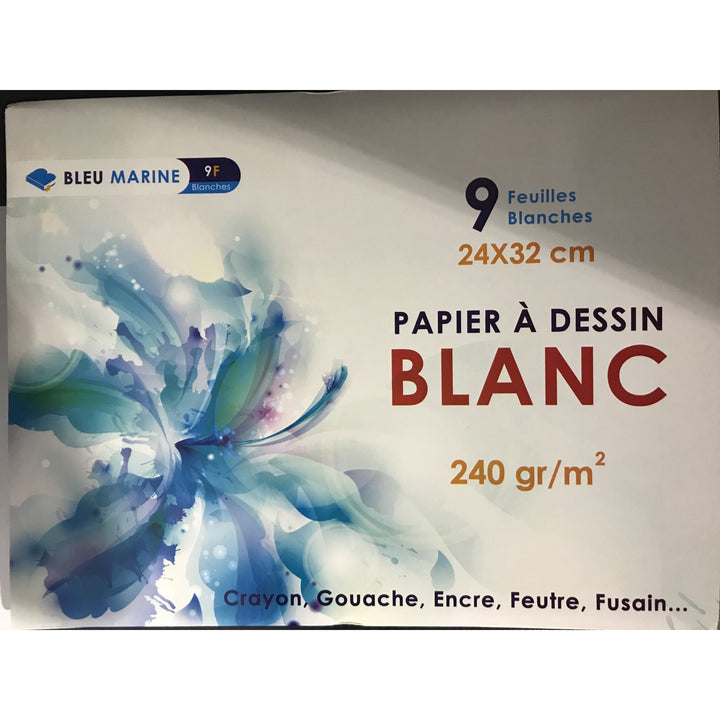 BLEU MARINE
9F
Blanches
9 Feuilles
Blanches
24X32 cm
PAPIER À DESSIN
BLANC
240 gr/m²
Crayon, Gouache, Encre, Feutre, Fusain...